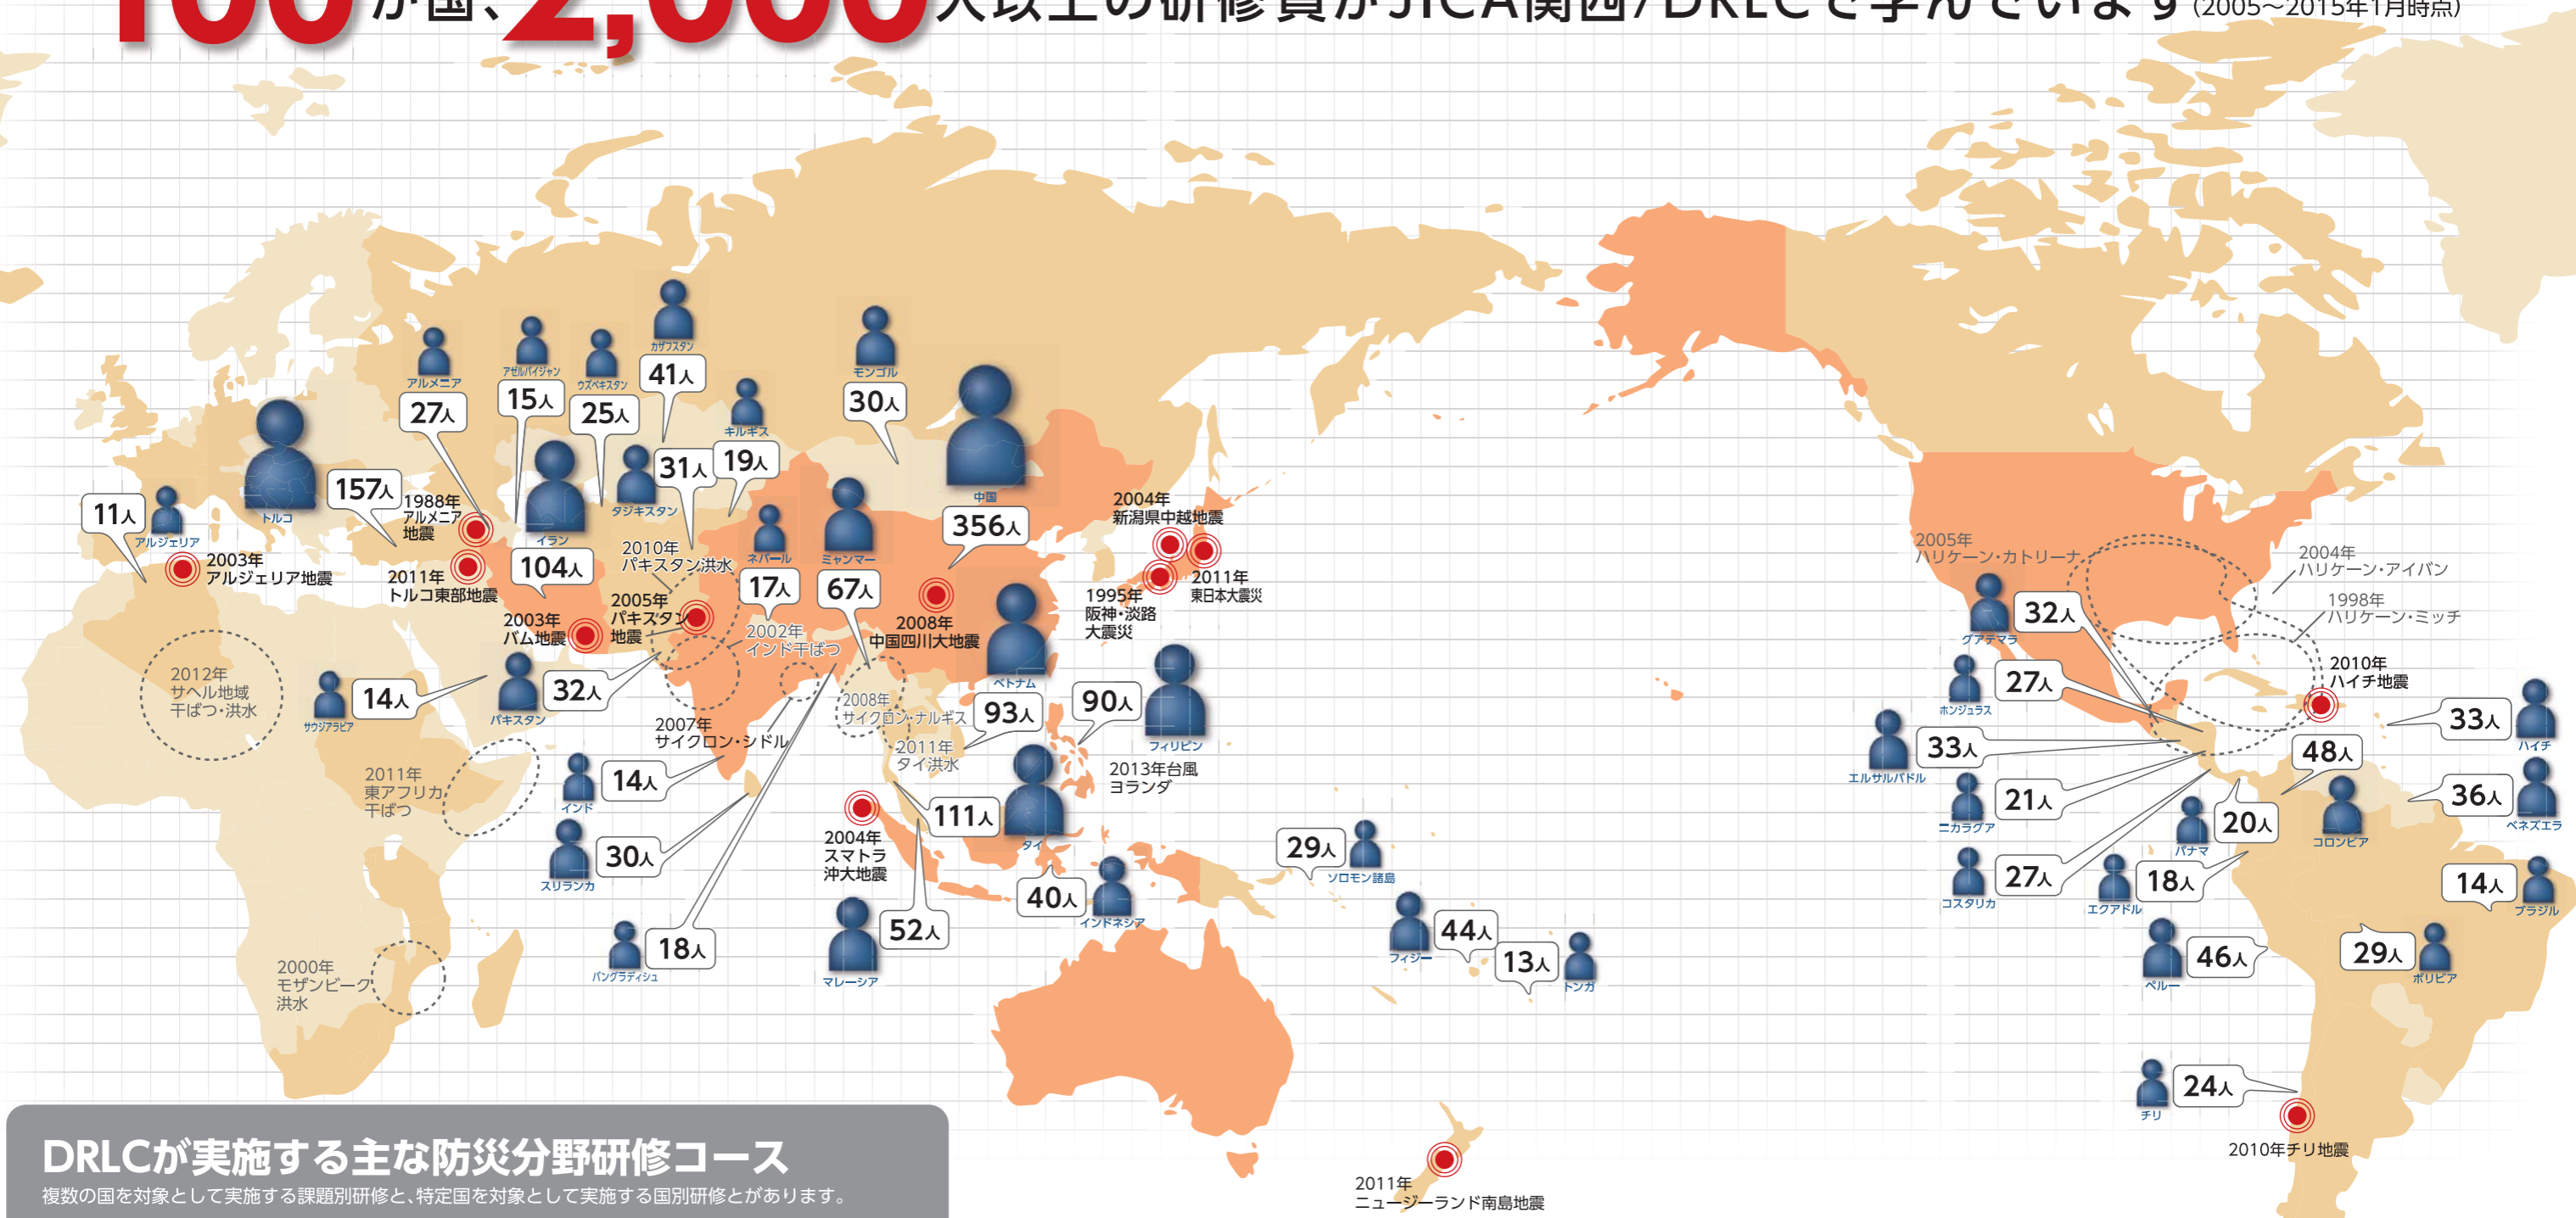 100か国、2,000人以上の研修員がJICA関西/DRLCで学んでいます(2005〜2015年1月時点)
アルメニア
27人
アゼルバイジャン
15人
ウズベキスタン
25人
カザフスタン
41人
キルギス
19人
モンゴル
30人
中国
356人
トルコ
157人
アルジェリア
11人
イラン
104人
タジキスタン
31人
ネパール
17人
ミャンマー
67人
1988年
アルメニア
地震
2003年
アルジェリア地震
2011年
トルコ東部地震
2010年
パキスタン洪水
2003年
バム地震
2005年
パキスタン
地震
2002年
インド干ばつ
2008年
中国四川大地震
2004年
新潟県中越地震
2011年
東日本大震災
1995年
阪神・淡路
大震災
2012年
サヘル地域
干ばつ・洪水
サウジアラビア
14人
パキスタン
32人
2007年
サイクロン・シドル
2008年
サイクロン・ナルギス
2011年
タイ洪水
ベトナム
93人
フィリピン
90人
2013年台風
ヨランダ
タイ
111人
2011年
東アフリカ
干ばつ
インド
14人
スリランカ
30人
バングラディシュ
18人
2004年
スマトラ
沖大地震
マレーシア
52人
インドネシア
40人
2000年
モザンビーク
洪水
ソロモン諸島
29人
フィジー
44人
トンガ
13人
2011年
ニュージーランド南島地震
2005年
ハリケーン・カトリーナ
2004年
ハリケーン・アイバン
1998年
ハリケーン・ミッチ
2010年
ハイチ地震
グアテマラ
32人
ホンジュラス
27人
エルサルバドル
33人
ニカラグア
21人
コスタリカ
27人
パナマ
20人
コロンビア
48人
ハイチ
33人
ベネズエラ
36人
エクアドル
18人
ブラジル
14人
ペルー
46人
ボリビア
29人
チリ
24人
2010年チリ地震
DRLCが実施する主な防災分野研修コース
複数の国を対象として実施する課題別研修と、特定国を対象として実施する国別研修とがあります。